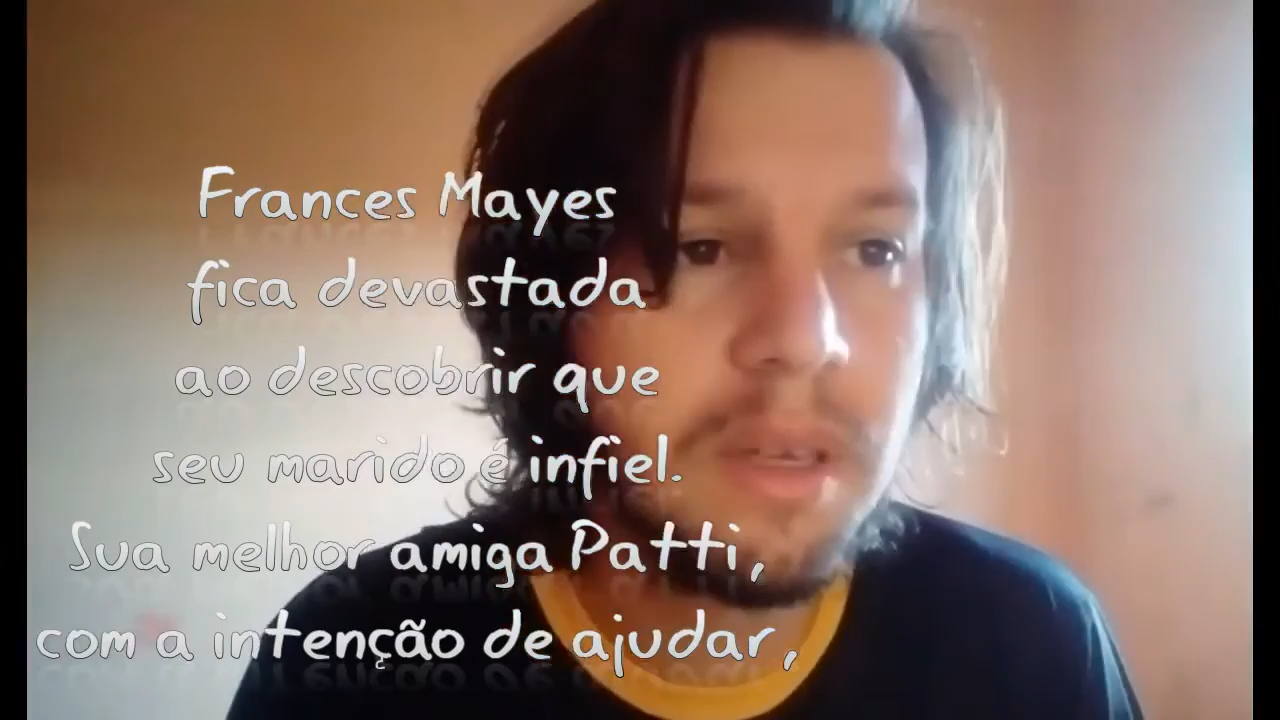 Frances Mayes
fica devastada
ao descobrir que
seu marido é infiel.
Sua melhor amiga Patti,
com a intenção de ajudar,